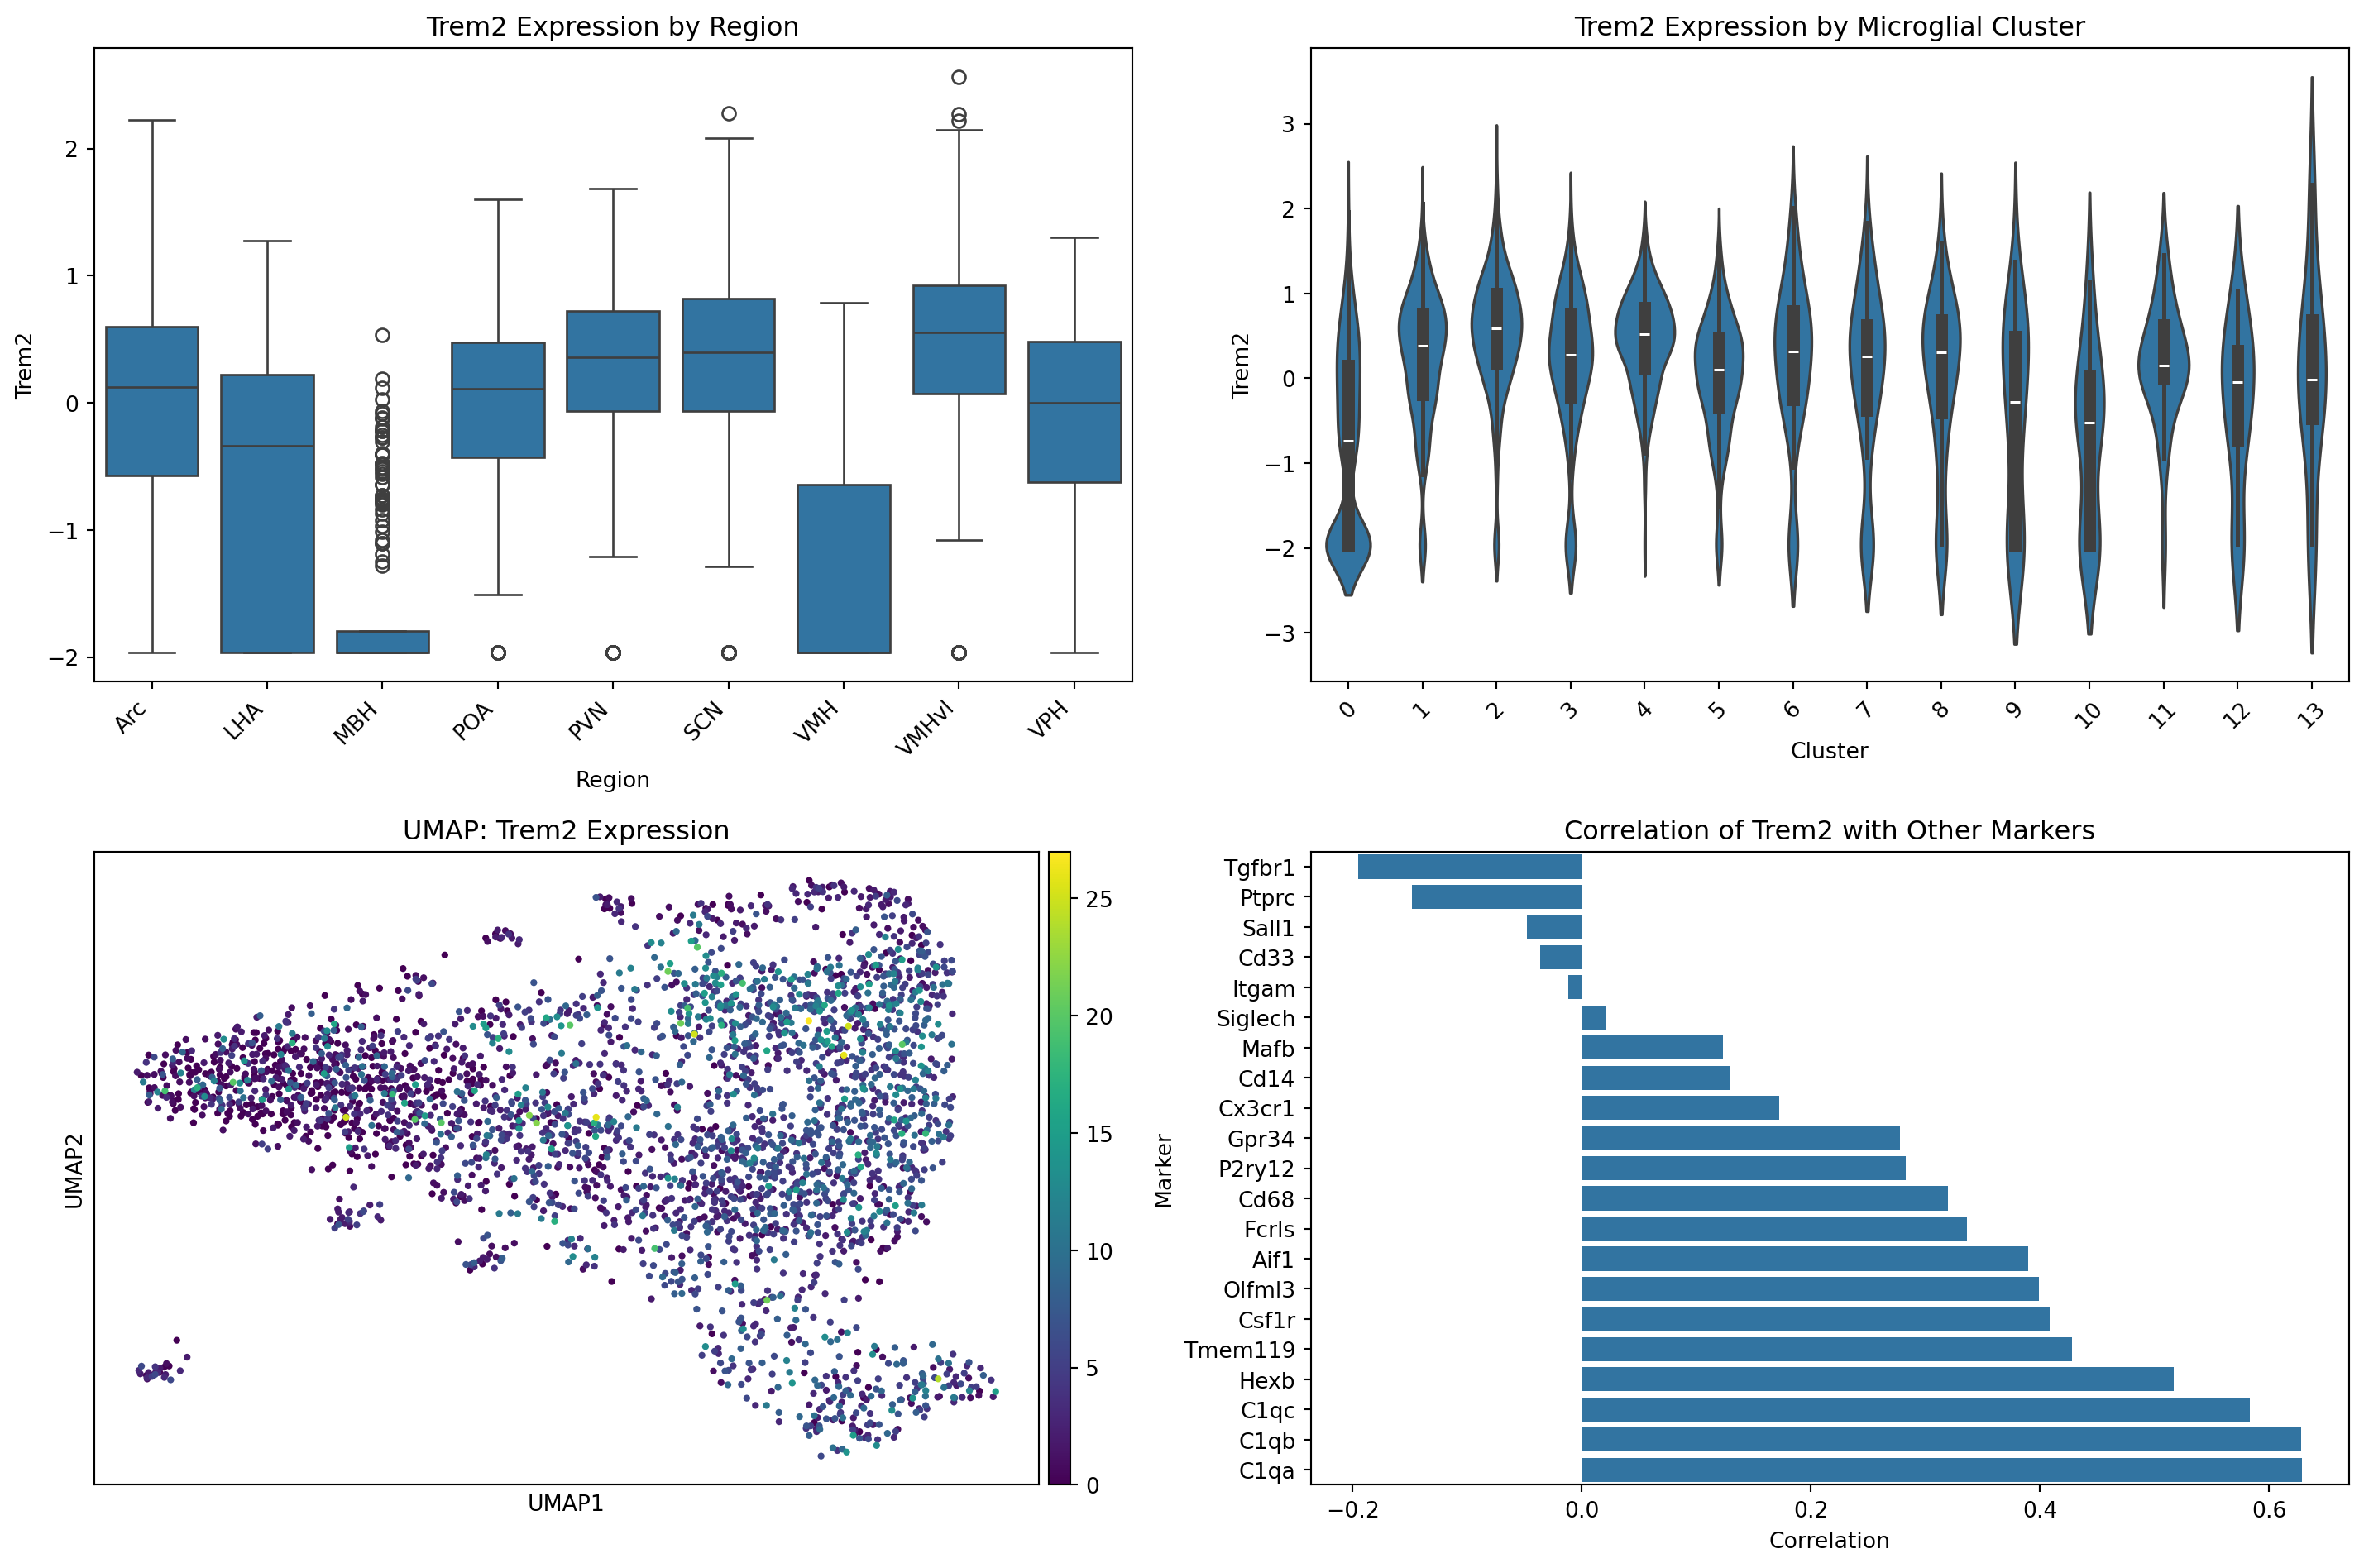 Trem2 Expression by Region
Trem2
2
1
0
−1
−2
Arc
LHA
MBH
POA
PVN
SCN
VMH
VMHvl
VPH
Region
Trem2 Expression by Microglial Cluster
Trem2
3
2
1
0
−1
−2
−3
0
1
2
3
4
5
6
7
8
9
10
11
12
13
Cluster
UMAP: Trem2 Expression
UMAP2
UMAP1
25
20
15
10
5
0
Correlation of Trem2 with Other Markers
Marker
Tgfbr1
Ptprc
Sall1
Cd33
Itgam
Siglech
Mafb
Cd14
Cx3cr1
Gpr34
P2ry12
Cd68
Fcrls
Aif1
Olfml3
Csf1r
Tmem119
Hexb
C1qc
C1qb
C1qa
−0.2
0.0
0.2
0.4
0.6
Correlation